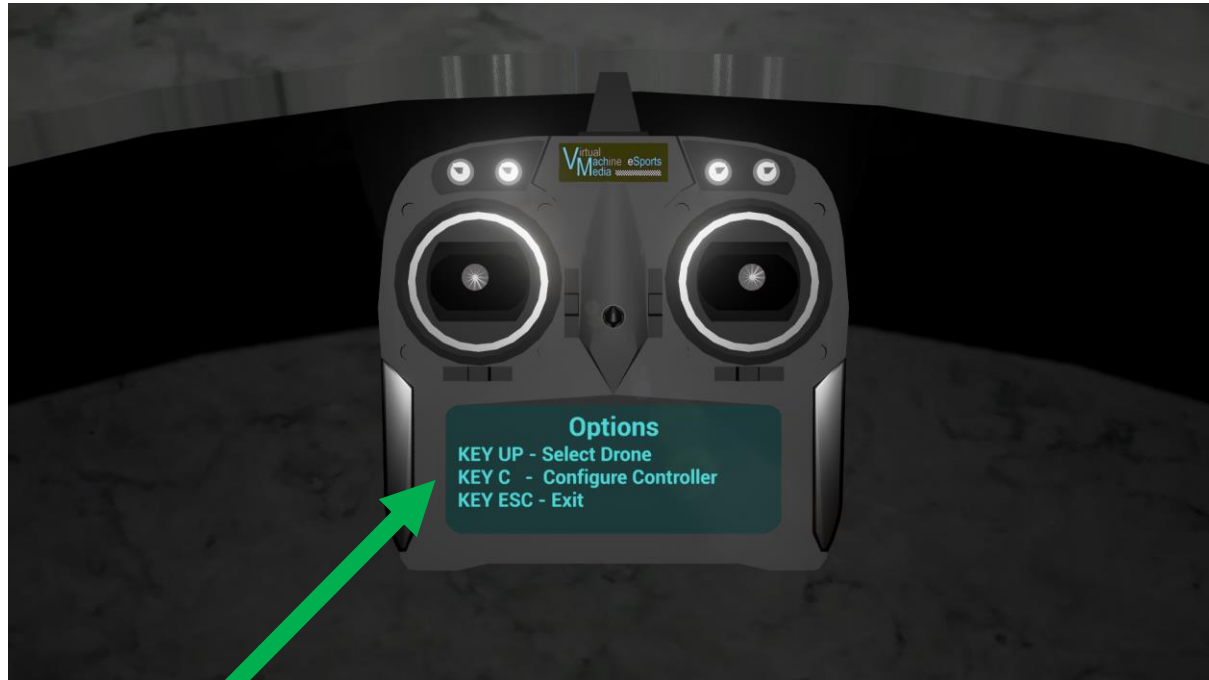 Virtual
Machine eSports
Media
Options
KEY UP - Select Drone
KEY C - Configure Controller
KEY ESC - Exit